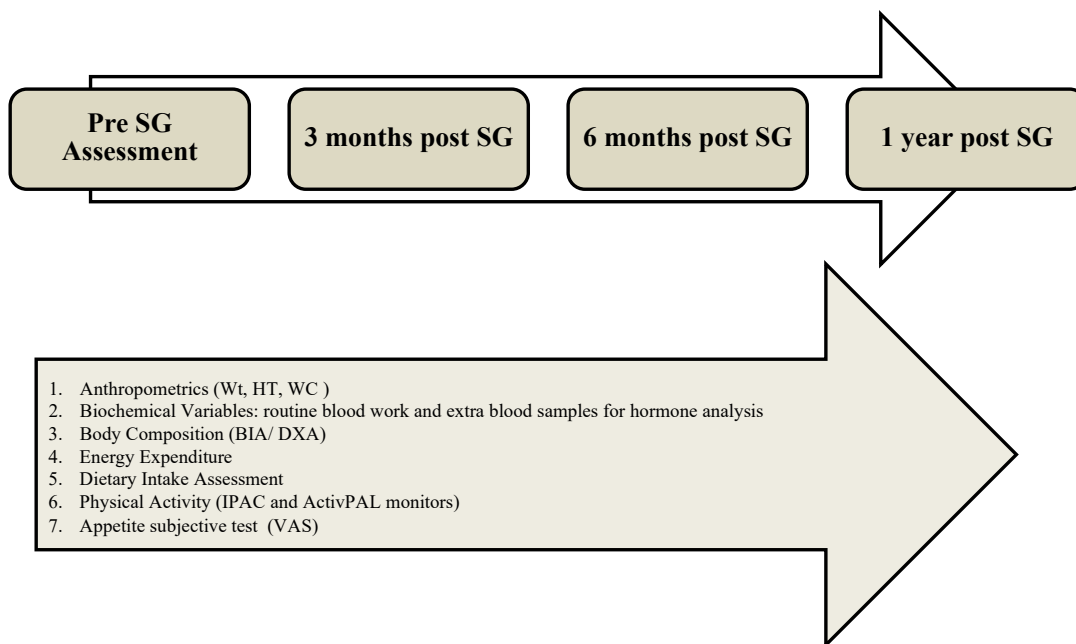 Pre SG
Assessment
3 months post SG
6 months post SG
1 year post SG
1. Anthropometrics (Wt, HT, WC )
2. Biochemical Variables: routine blood work and extra blood samples for hormone analysis
3. Body Composition (BIA/ DXA)
4. Energy Expenditure
5. Dietary Intake Assessment
6. Physical Activity (IPAC and ActivPAL monitors)
7. Appetite subjective test (VAS)